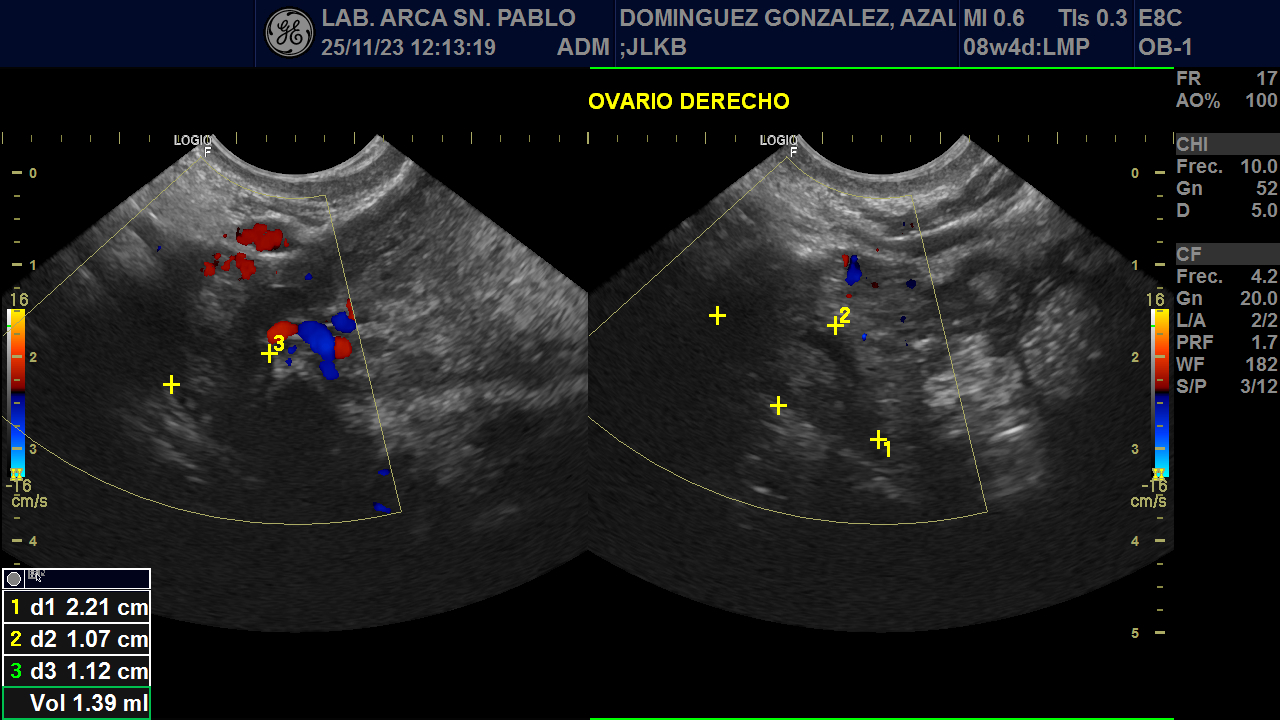 LAB. ARCA SN. PABLO
25/11/23 12:13:19 ADM
DOMINGUEZ GONZALEZ, AZAL
;JLKB
MI 0.6 TIs 0.3
08w4d:LMP
E8C
OB-1
OVARIO DERECHO
FR 17
AO% 100
CHI
Frec. 10.0
Gn 52
D 5.0
CF
Frec. 4.2
Gn 20.0
L/A 2/2
PRF 1.7
WF 182
S/P 3/12
LOGIQ
F
0
1
2
3
4
16
-16
cm/s
3
LOGIQ
F
0
1
2
3
4
5
16
-16
cm/s
2
1
1 d1 2.21 cm
2 d2 1.07 cm
3 d3 1.12 cm
Vol 1.39 ml